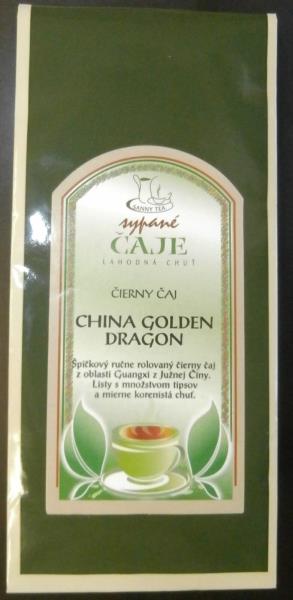 SANNY TEA
sypané
ČAJE
LAHODNÁ CHUŤ
ČIERNY ČAJ
CHINA GOLDEN
DRAGON
Špičkový ručne rolovaný čierny čaj
z oblasti Guangxi z Južnej Číny.
Listy s množstvom tipsov
a mierne korenistá chuť.